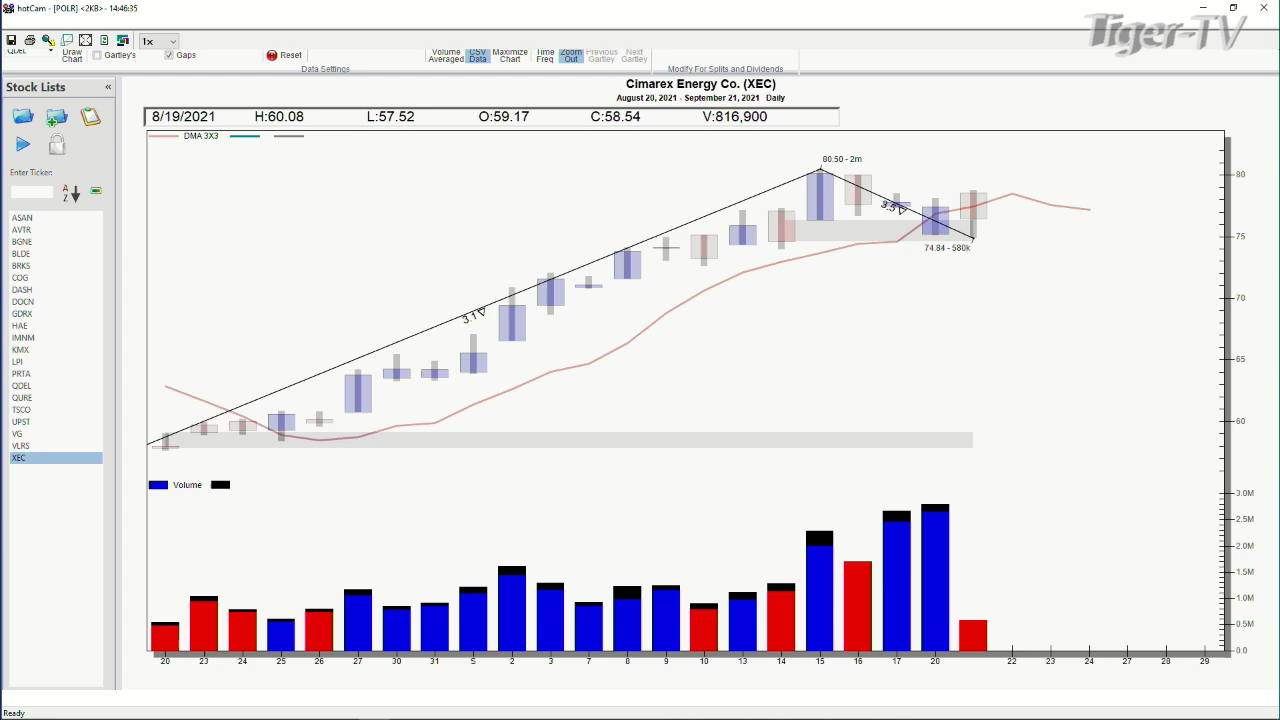 hotCam - [POLR] <2KB>- 14:46:35
Tiger-TV
1x
Draw
Chart
Gartley's
Gaps
Reset
Volume
Averaged
CSV
Data
Maximize
Chart
Time
Freq
Zoom
Out
Previous
Gartley
Next
Gartley
Data Settings
Modify For Splits and Dividends
Stock Lists «
Cimarex Energy Co. (XEC)
August 20, 2021 - September 21, 2021 Daily
8/19/2021 H:60.08 L:57.52 O:59.17 C:58.54 V:816,900
DMA 3X3
Enter Ticker:
A
Z
ASAN
AVTR
BGNE
BLDE
BRKS
COG
DASH
DOCN
GDRX
HAE
IMNM
KMX
LPI
PRTA
QDEL
QURE
TSCO
UPST
VG
VLRS
XEC
80.50 - 2m
3.5
74.84 - 580k
3.1
80
75
70
65
60
Volume
3.0M
2.5M
2.0M
1.5M
1.0M
0.5M
0.0
20 23 24 25 26 27 30 31 5 2 3 7 8 9 10 13 14 15 16 17 20 22 23 24 27 28 29
Ready